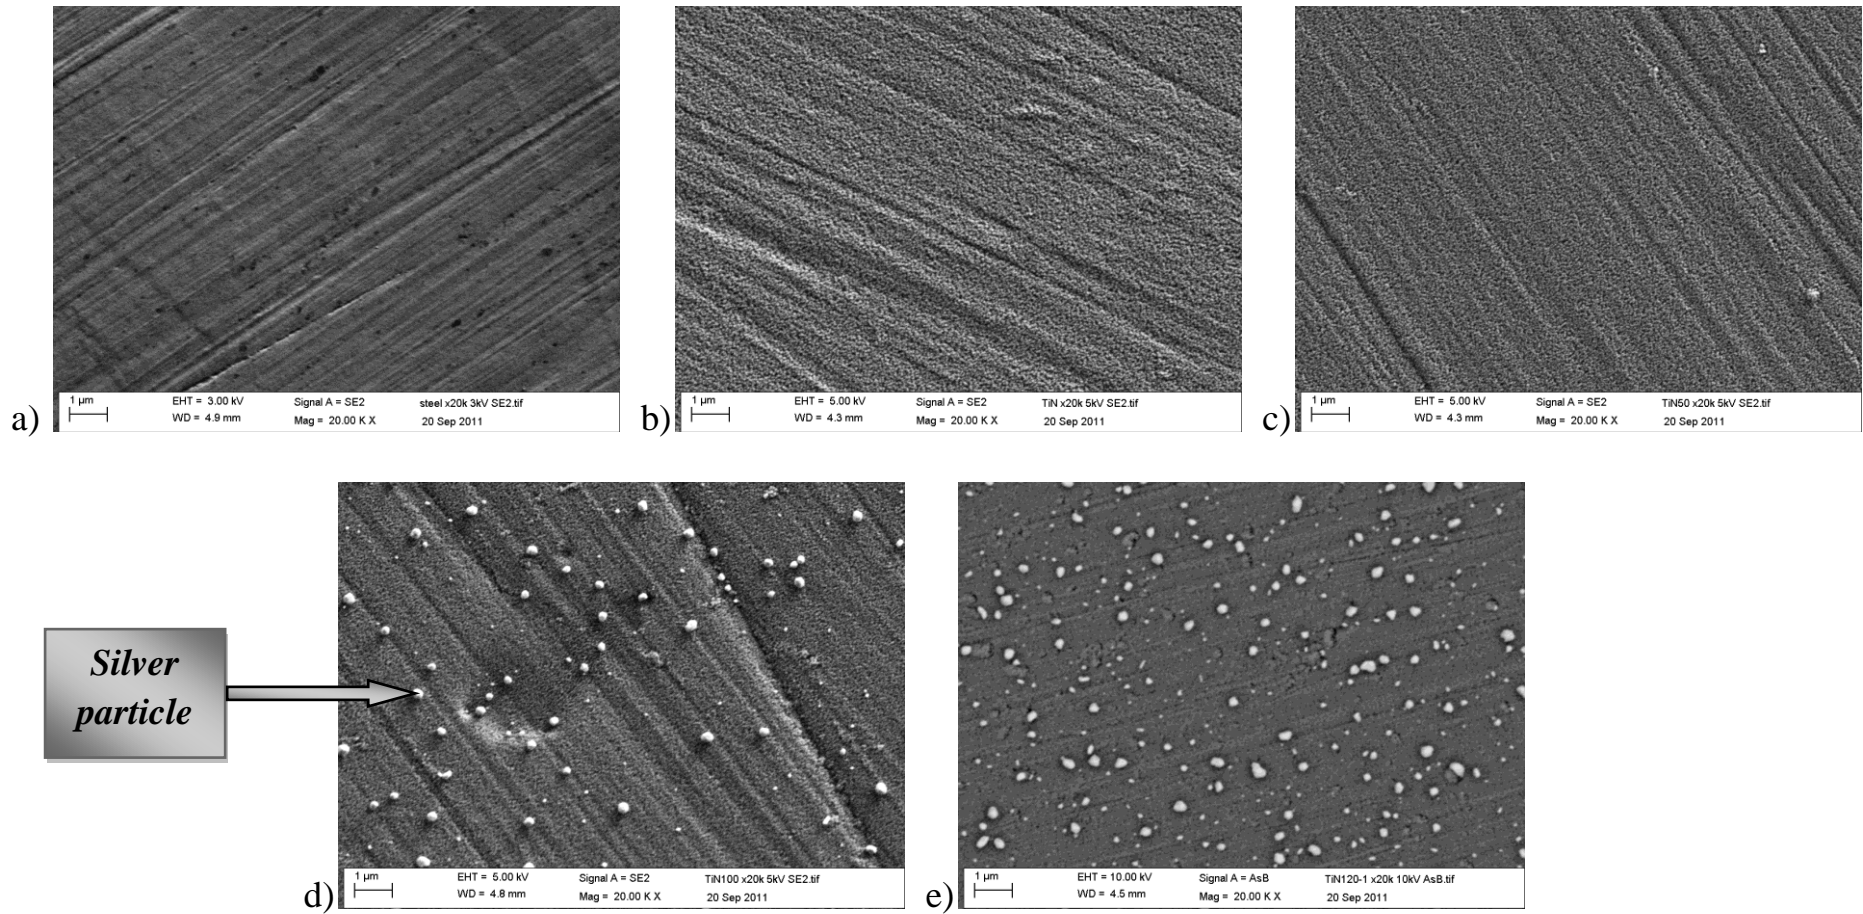 1 µm
EHT = 3.00 kV
WD = 4.9 mm
Signal A = SE2
Mag = 20.00 K X
steel x20k 3kV SE2.tif
20 Sep 2011
a)
1 µm
EHT = 5.00 kV
WD = 4.3 mm
Signal A = SE2
Mag = 20.00 K X
TiN x20k 5kV SE2.tif
20 Sep 2011
b)
1 µm
EHT = 5.00 kV
WD = 4.3 mm
Signal A = SE2
Mag = 20.00 K X
TiN50 x20k 5kV SE2.tif
20 Sep 2011
c)
Silver
particle
1 µm
EHT = 5.00 kV
WD = 4.8 mm
Signal A = SE2
Mag = 20.00 K X
TiN100 x20k 5kV SE2.tif
20 Sep 2011
d)
1 µm
EHT = 10.00 kV
WD = 4.5 mm
Signal A = AsB
Mag = 20.00 K X
TiN120-1 x20k 10kV AsB.tif
20 Sep 2011
e)